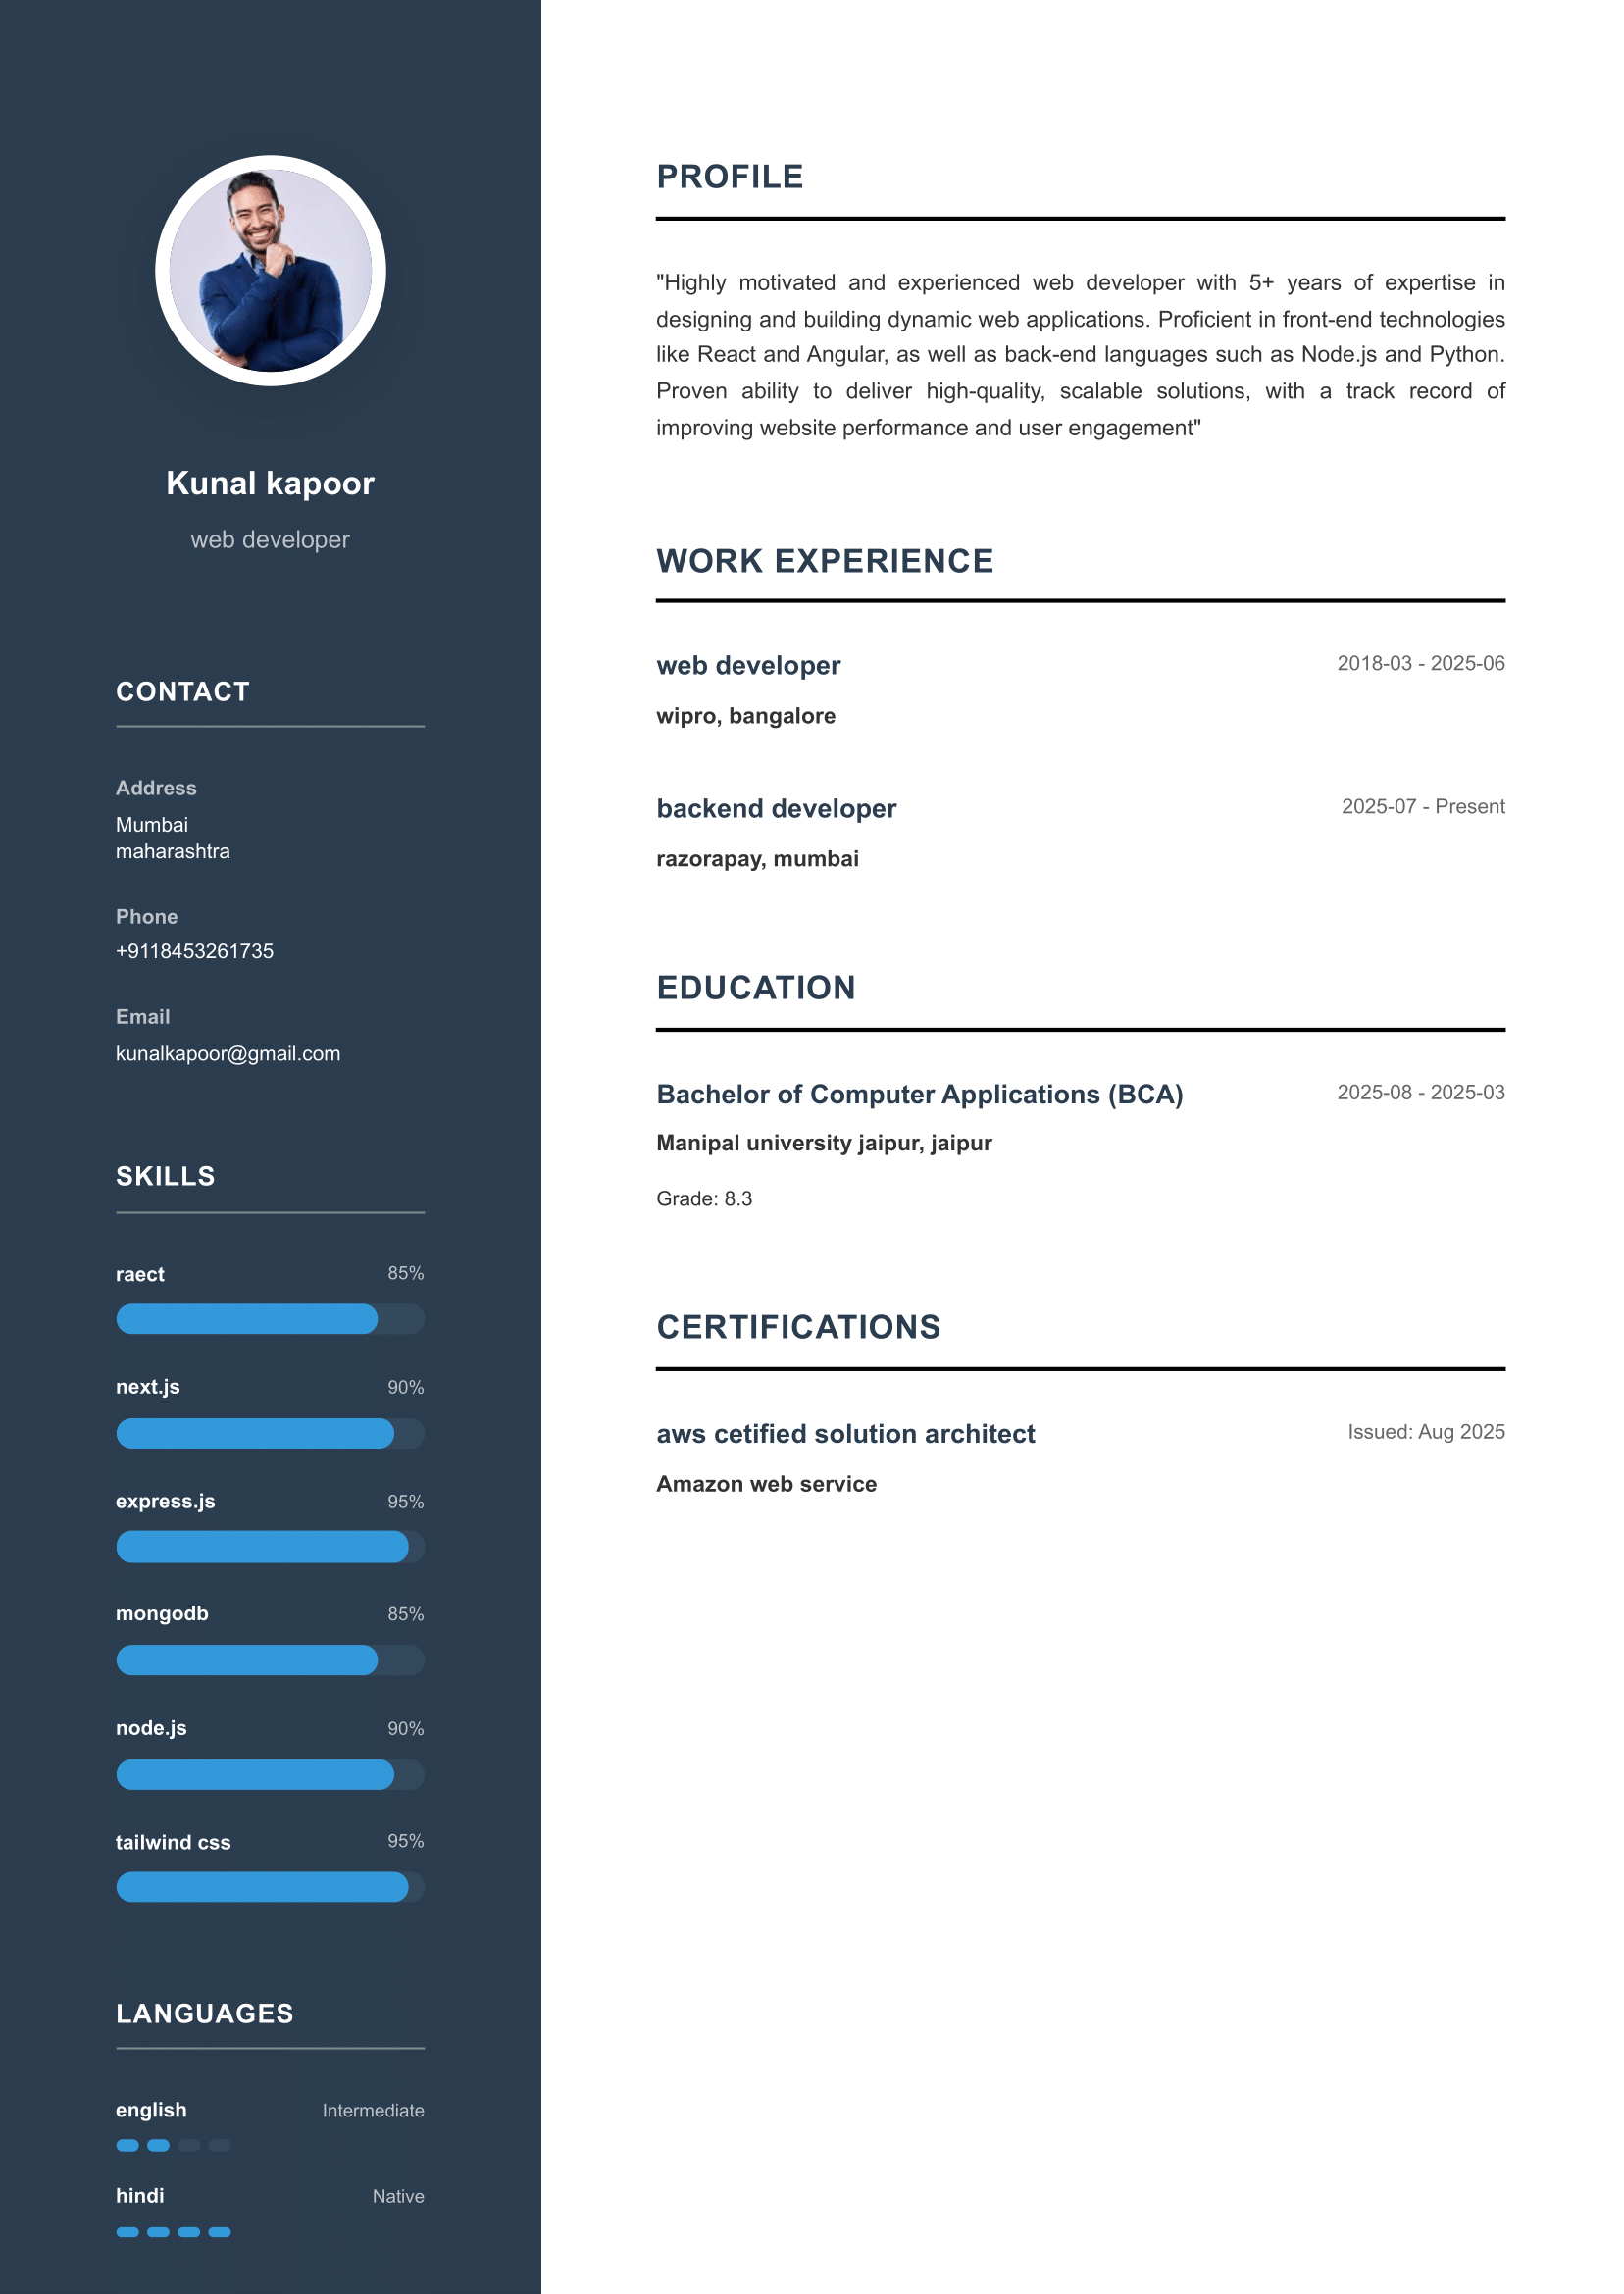 Kunal kapoor
web developer
CONTACT
Address
Mumbai
maharashtra
Phone
+9118453261735
Email
kunalkapoor@gmail.com
SKILLS
raect 85%
next.js 90%
express.js 95%
mongodb 85%
node.js 90%
tailwind css 95%
LANGUAGES
english Intermediate
hindi Native
PROFILE
"Highly motivated and experienced web developer with 5+ years of expertise in
designing and building dynamic web applications. Proficient in front-end technologies
like React and Angular, as well as back-end languages such as Node.js and Python.
Proven ability to deliver high-quality, scalable solutions, with a track record of
improving website performance and user engagement"
WORK EXPERIENCE
web developer 2018-03 - 2025-06
wipro, bangalore
backend developer 2025-07 - Present
razorapay, mumbai
EDUCATION
Bachelor of Computer Applications (BCA) 2025-08 - 2025-03
Manipal university jaipur, jaipur
Grade: 8.3
CERTIFICATIONS
aws cetified solution architect Issued: Aug 2025
Amazon web service